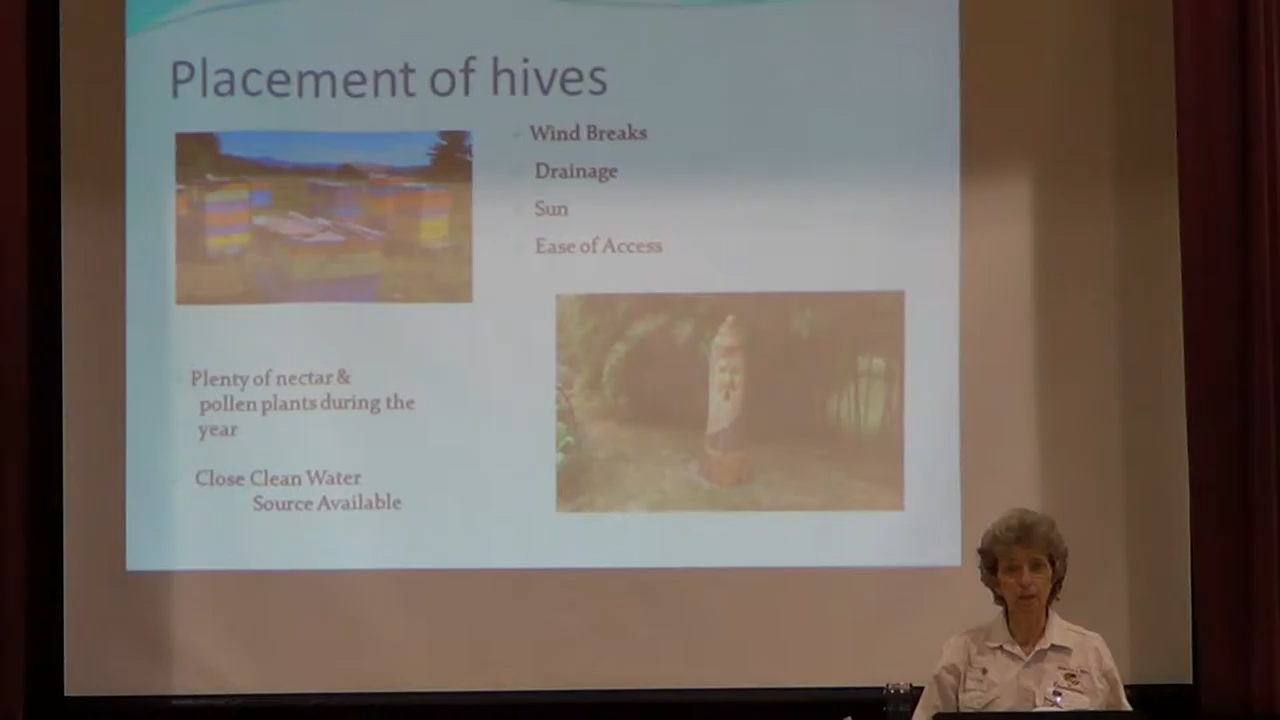 Placement of hives
Wind Breaks
Drainage
Sun
Ease of Access
Plenty of nectar &
pollen plants during the
year
Close Clean Water
Source Available